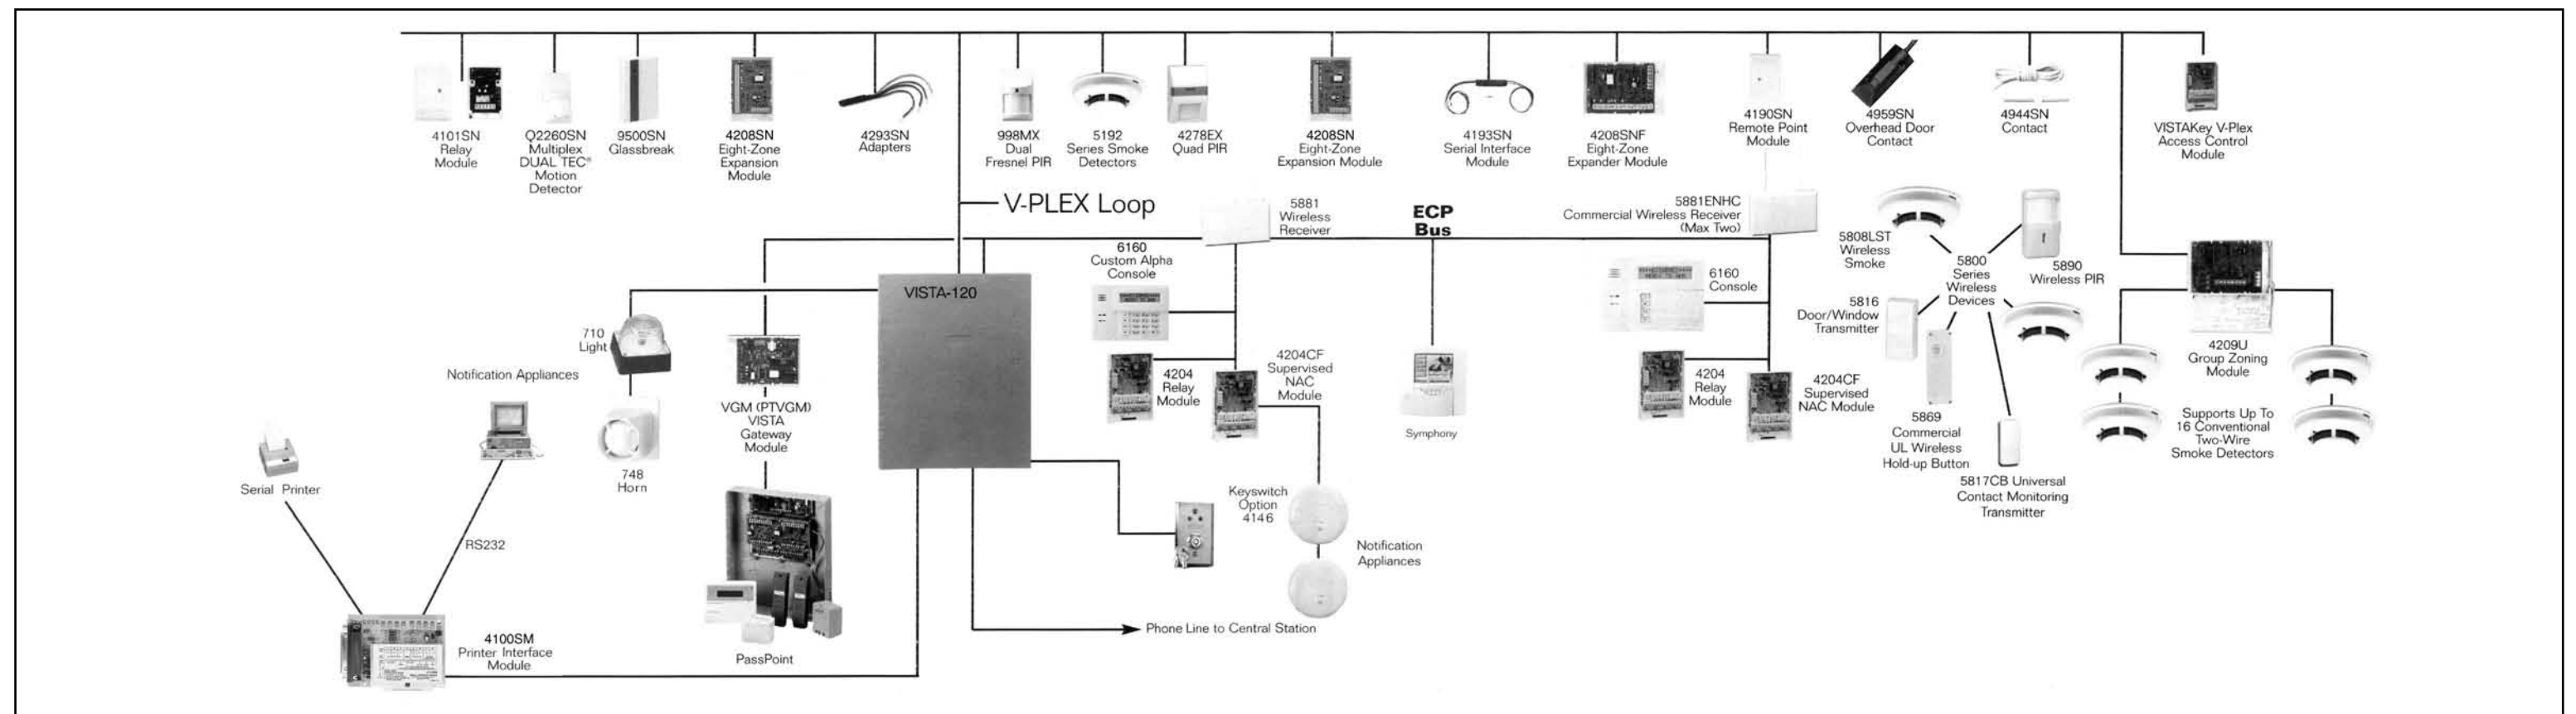 4101SN
Relay
Module
Q2260SN
Multiplex
DUAL TEC®
Motion
Detector
9500SN
Glassbreak
4208SN
Eight-Zone
Expansion
Module
4293SN
Adapters
998MX
Dual
Fresnel PIR
5192
Series Smoke
Detectors
4278EX
Quad PIR
4208SN
Eight-Zone
Expansion Module
4193SN
Serial Interface
Module
4208SNF
Eight-Zone
Expander Module
4190SN
Remote Point
Module
4959SN
Overhead Door
Contact
4944SN
Contact
VISTAKey V-Plex
Access Control
Module
V-PLEX Loop
5881
Wireless
Receiver
ECP
Bus
5881ENHC
Commercial Wireless Receiver
(Max Two)
6160
Custom Alpha
Console
VISTA-120
710
Light
Notification Appliances
748
Horn
VGM (PTVGM)
VISTA
Gateway
Module
4204
Relay
Module
4204CF
Supervised
NAC
Module
Symphony
6160
Console
4204
Relay
Module
4204CF
Supervised
NAC Module
5808LST
Wireless
Smoke
5800
Series
Wireless
Devices
5890
Wireless PIR
5816
Door/Window
Transmitter
5869
Commercial
UL Wireless
Hold-up Button
5817CB Universal
Contact Monitoring
Transmitter
4209U
Group Zoning
Module
Supports Up To
16 Conventional
Two-Wire
Smoke Detectors
Serial Printer
RS232
Keyswitch
Option
4146
Notification
Appliances
Phone Line to Central Station
4100SM
Printer Interface
Module
PassPoint